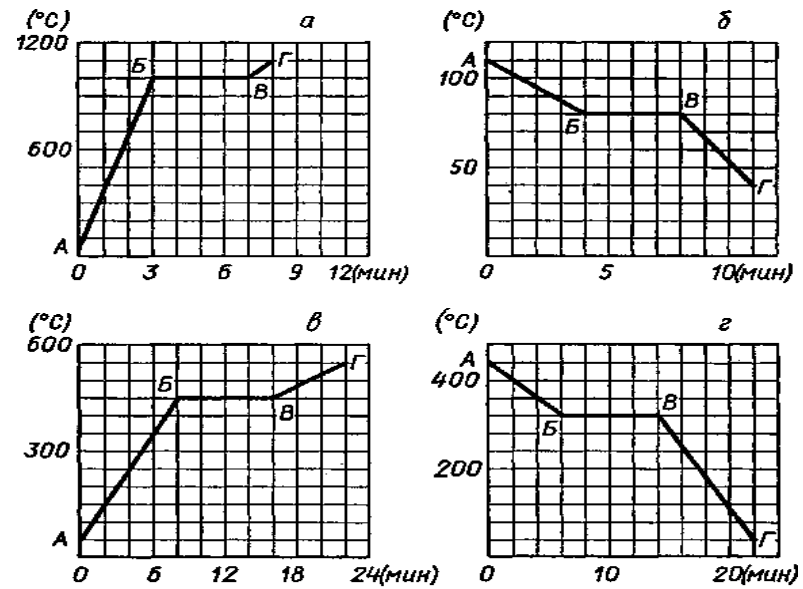 (°С) а
1200
600
А Б В Г
0 3 6 9 12(мин)
(°С) б
100
50
А Б В Г
0 5 10(мин)
(°С) в
600
300
А Б В Г
0 6 12 18 24(мин)
(°С) г
400
200
А Б В Г
0 10 20(мин)